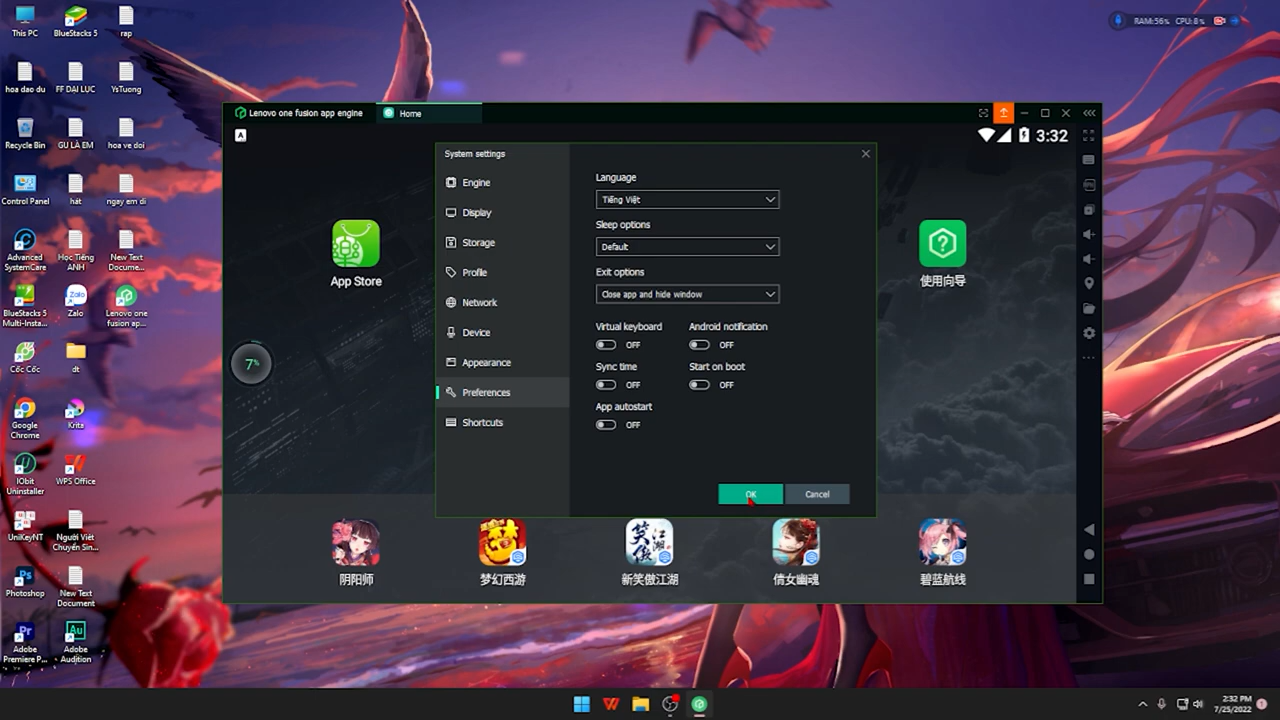 This PC
BlueStacks 5
rap
hoa dao du
FF ĐẠI LỤC
YsTuong
Recycle Bin
GU LÀ EM
hoa ve doi
Control Panel
hát
ngay em di
Advanced
SystemCare
Học Tiếng
ANH
New Text
Docume...
BlueStacks 5
Multi-Insta...
Zalo
Lenovo one
fusion ap...
Cốc Cốc
dt
Google
Chrome
Krita
IObit
Uninstaller
WPS Office
UniKeyNT
Người Việt
Chuyển Sin...
Photoshop
New Text
Document
Adobe
Premiere P...
Adobe
Audition
RAM:56% CPU:8%
Lenovo one fusion app engine
Home
A
3:32
System settings
Engine
Display
Storage
Profile
Network
Device
Appearance
Preferences
Shortcuts
Language
Tiếng Việt
Sleep options
Default
Exit options
Close app and hide window
Virtual keyboard
OFF
Android notification
OFF
Sync time
OFF
Start on boot
OFF
App autostart
OFF
OK
Cancel
App Store
使用向导
7%
阴阳师
梦幻西游
新笑傲江湖
倩女幽魂
碧蓝航线
2:32 PM
7/25/2022